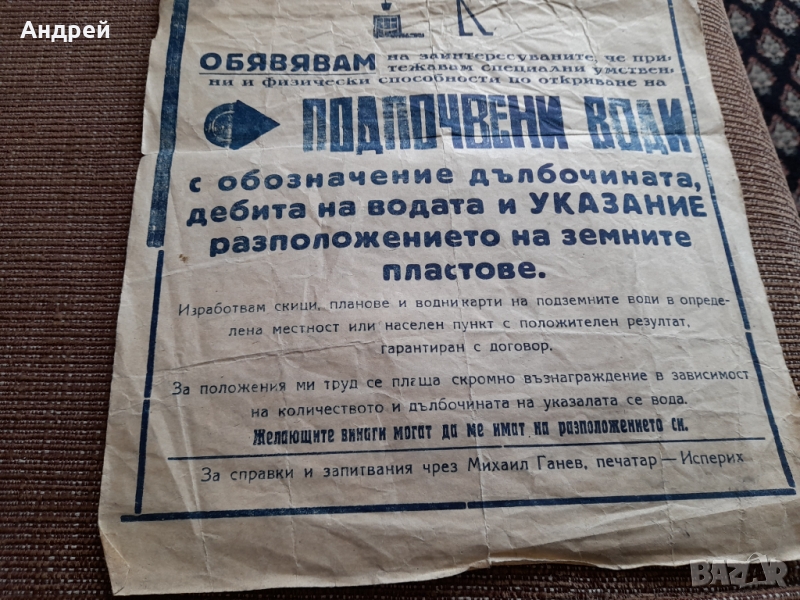 Андрей
ОБЯВЯВАМ на заинтересуваните, че при-
тежавам специални умствен-
ни и физически способности по откриване на
ПОДПОЧВЕНИ ВОДИ
с обозначение дълбочината,
дебита на водата и УКАЗАНИЕ
разположението на земните
пластове.
Изработвам скици, планове и водни карти на подземните води в опреде-
лена местност или населен пункт с положителен резултат,
гарантиран с договор.
За положения ми труд се плаща скромно възнаграждение в зависимост
на количеството и дълбочината на указалата се вода.
Желающите винаги могат да ме имат на разположението си.
За справки и запитвания чрез Михаил Ганев, печатар — Исперих
BAZAR